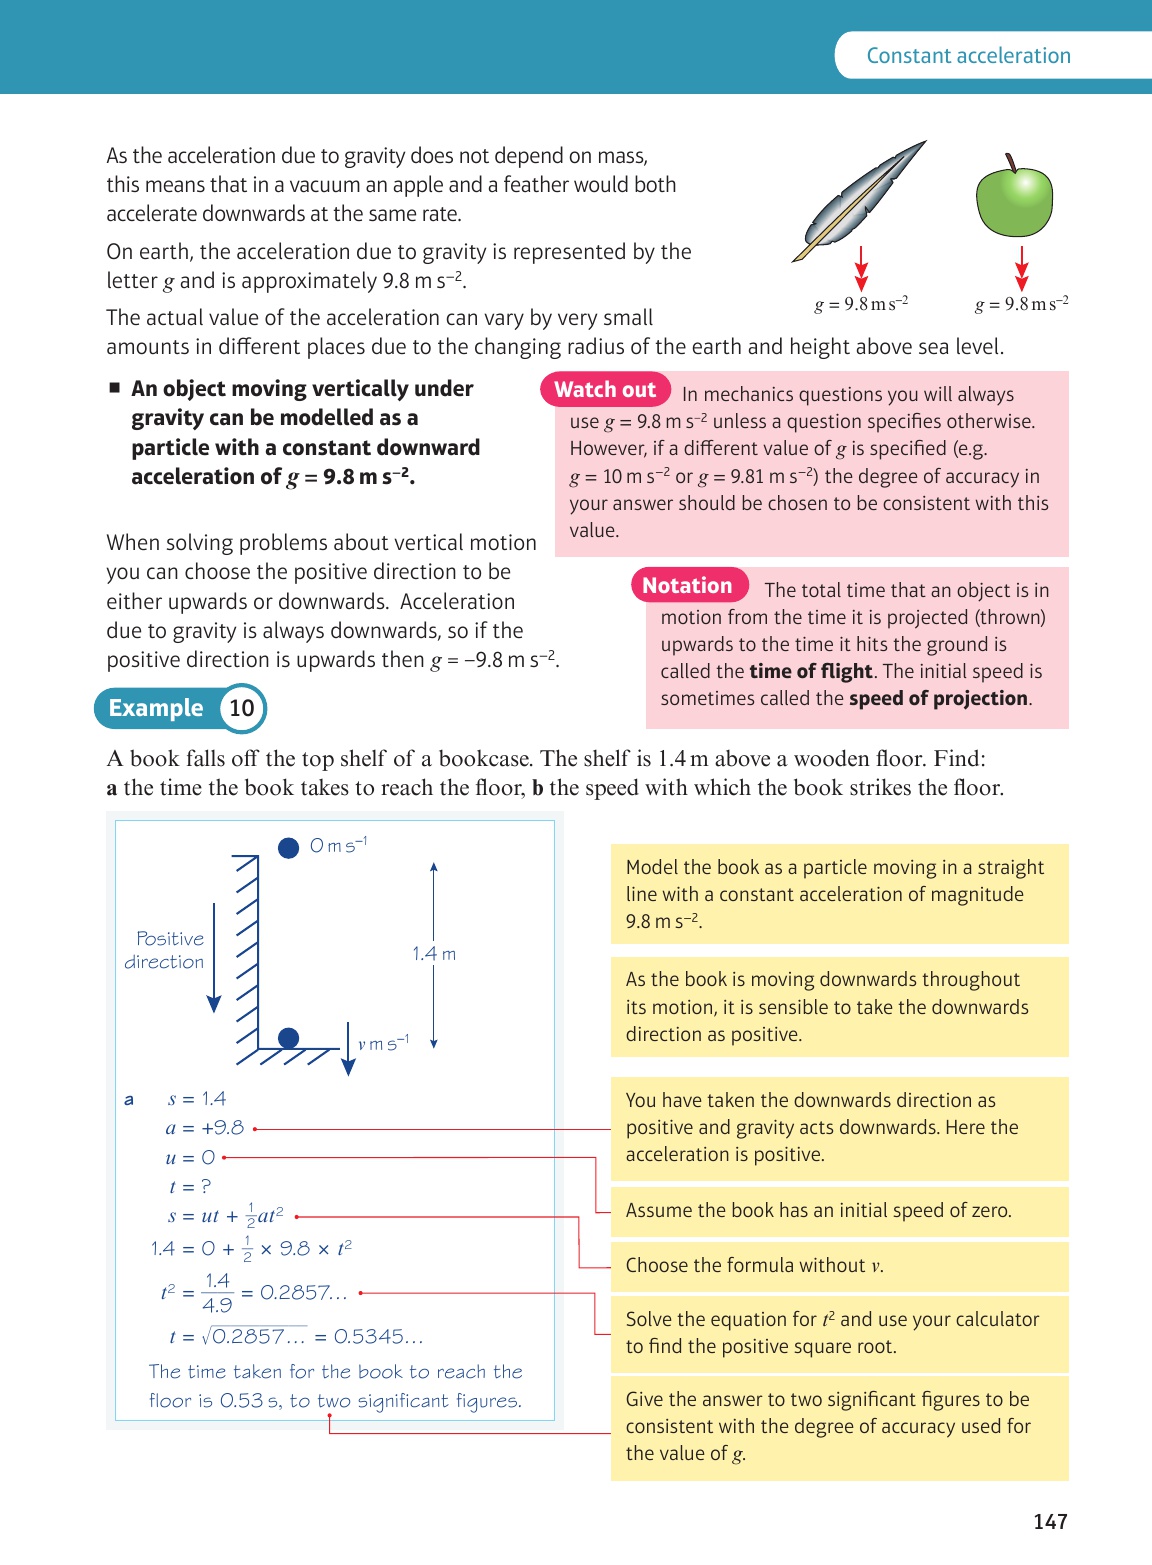 Constant acceleration
As the acceleration due to gravity does not depend on mass,
this means that in a vacuum an apple and a feather would both
accelerate downwards at the same rate.
On earth, the acceleration due to gravity is represented by the
letter g and is approximately 9.8 m s⁻².
g = 9.8 m s⁻²
g = 9.8 m s⁻²
The actual value of the acceleration can vary by very small
amounts in different places due to the changing radius of the earth and height above sea level.
■ An object moving vertically under
gravity can be modelled as a
particle with a constant downward
acceleration of g = 9.8 m s⁻².
Watch out In mechanics questions you will always
use g = 9.8 m s⁻² unless a question specifies otherwise.
However, if a different value of g is specified (e.g.
g = 10 m s⁻² or g = 9.81 m s⁻²) the degree of accuracy in
your answer should be chosen to be consistent with this
value.
When solving problems about vertical motion
you can choose the positive direction to be
either upwards or downwards. Acceleration
due to gravity is always downwards, so if the
positive direction is upwards then g = −9.8 m s⁻².
Notation The total time that an object is in
motion from the time it is projected (thrown)
upwards to the time it hits the ground is
called the time of flight. The initial speed is
sometimes called the speed of projection.
Example 10
A book falls off the top shelf of a bookcase. The shelf is 1.4 m above a wooden floor. Find:
a the time the book takes to reach the floor, b the speed with which the book strikes the floor.
0 m s⁻¹
Positive
direction
1.4 m
v m s⁻¹
a s = 1.4
a = +9.8
u = 0
t = ?
s = ut + ½at²
1.4 = 0 + ½ × 9.8 × t²
t² = 1.4/4.9 = 0.2857…
t = √0.2857… = 0.5345…
The time taken for the book to reach the
floor is 0.53 s, to two significant figures.
Model the book as a particle moving in a straight
line with a constant acceleration of magnitude
9.8 m s⁻².
As the book is moving downwards throughout
its motion, it is sensible to take the downwards
direction as positive.
You have taken the downwards direction as
positive and gravity acts downwards. Here the
acceleration is positive.
Assume the book has an initial speed of zero.
Choose the formula without v.
Solve the equation for t² and use your calculator
to find the positive square root.
Give the answer to two significant figures to be
consistent with the degree of accuracy used for
the value of g.
147